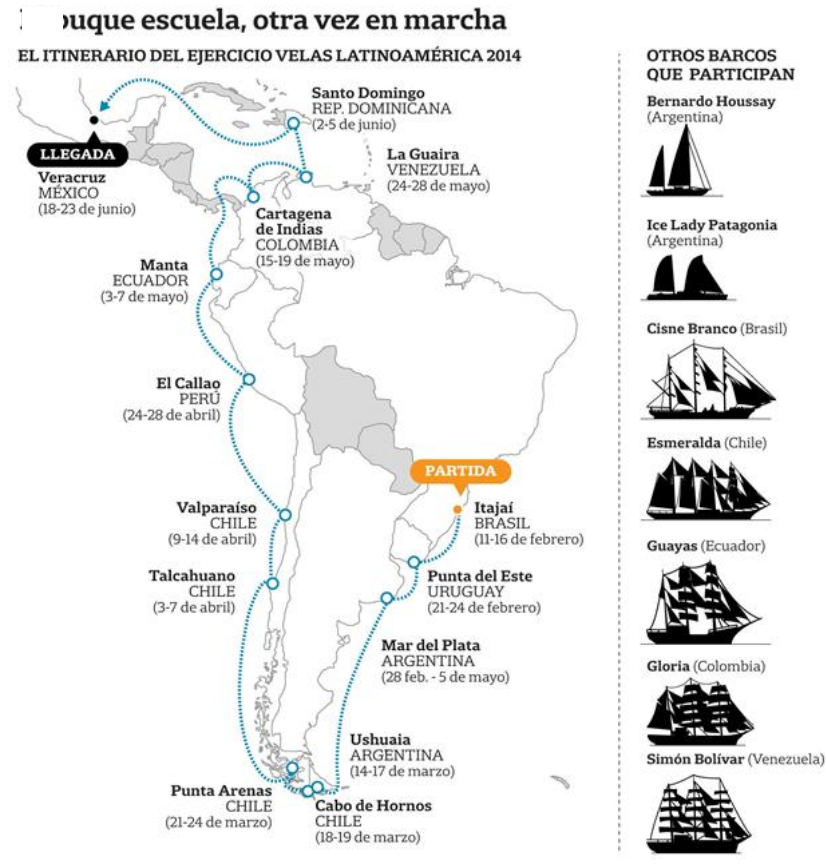 escuela, otra vez en marcha
EL ITINERARIO DEL EJERCICIO VELAS LATINOAMÉRICA 2014
Santo Domingo
REP. DOMINICANA
(2-5 de junio)
LLEGADA
Veracruz
MÉXICO
(18-23 de junio)
La Guaira
VENEZUELA
(24-28 de mayo)
Cartagena
de Indias
COLOMBIA
(15-19 de mayo)
Manta
ECUADOR
(3-7 de mayo)
El Callao
PERÚ
(24-28 de abril)
PARTIDA
Itajaí
BRASIL
(11-16 de febrero)
Valparaíso
CHILE
(9-14 de abril)
Talcahuano
CHILE
(3-7 de abril)
Punta del Este
URUGUAY
(21-24 de febrero)
Mar del Plata
ARGENTINA
(28 feb. - 5 de mayo)
Ushuaia
ARGENTINA
(14-17 de marzo)
Punta Arenas
CHILE
(21-24 de marzo)
Cabo de Hornos
CHILE
(18-19 de marzo)
OTROS BARCOS
QUE PARTICIPAN
Bernardo Houssay
(Argentina)
Ice Lady Patagonia
(Argentina)
Cisne Branco (Brasil)
Esmeralda (Chile)
Guayas (Ecuador)
Gloria (Colombia)
Simón Bolívar (Venezuela)